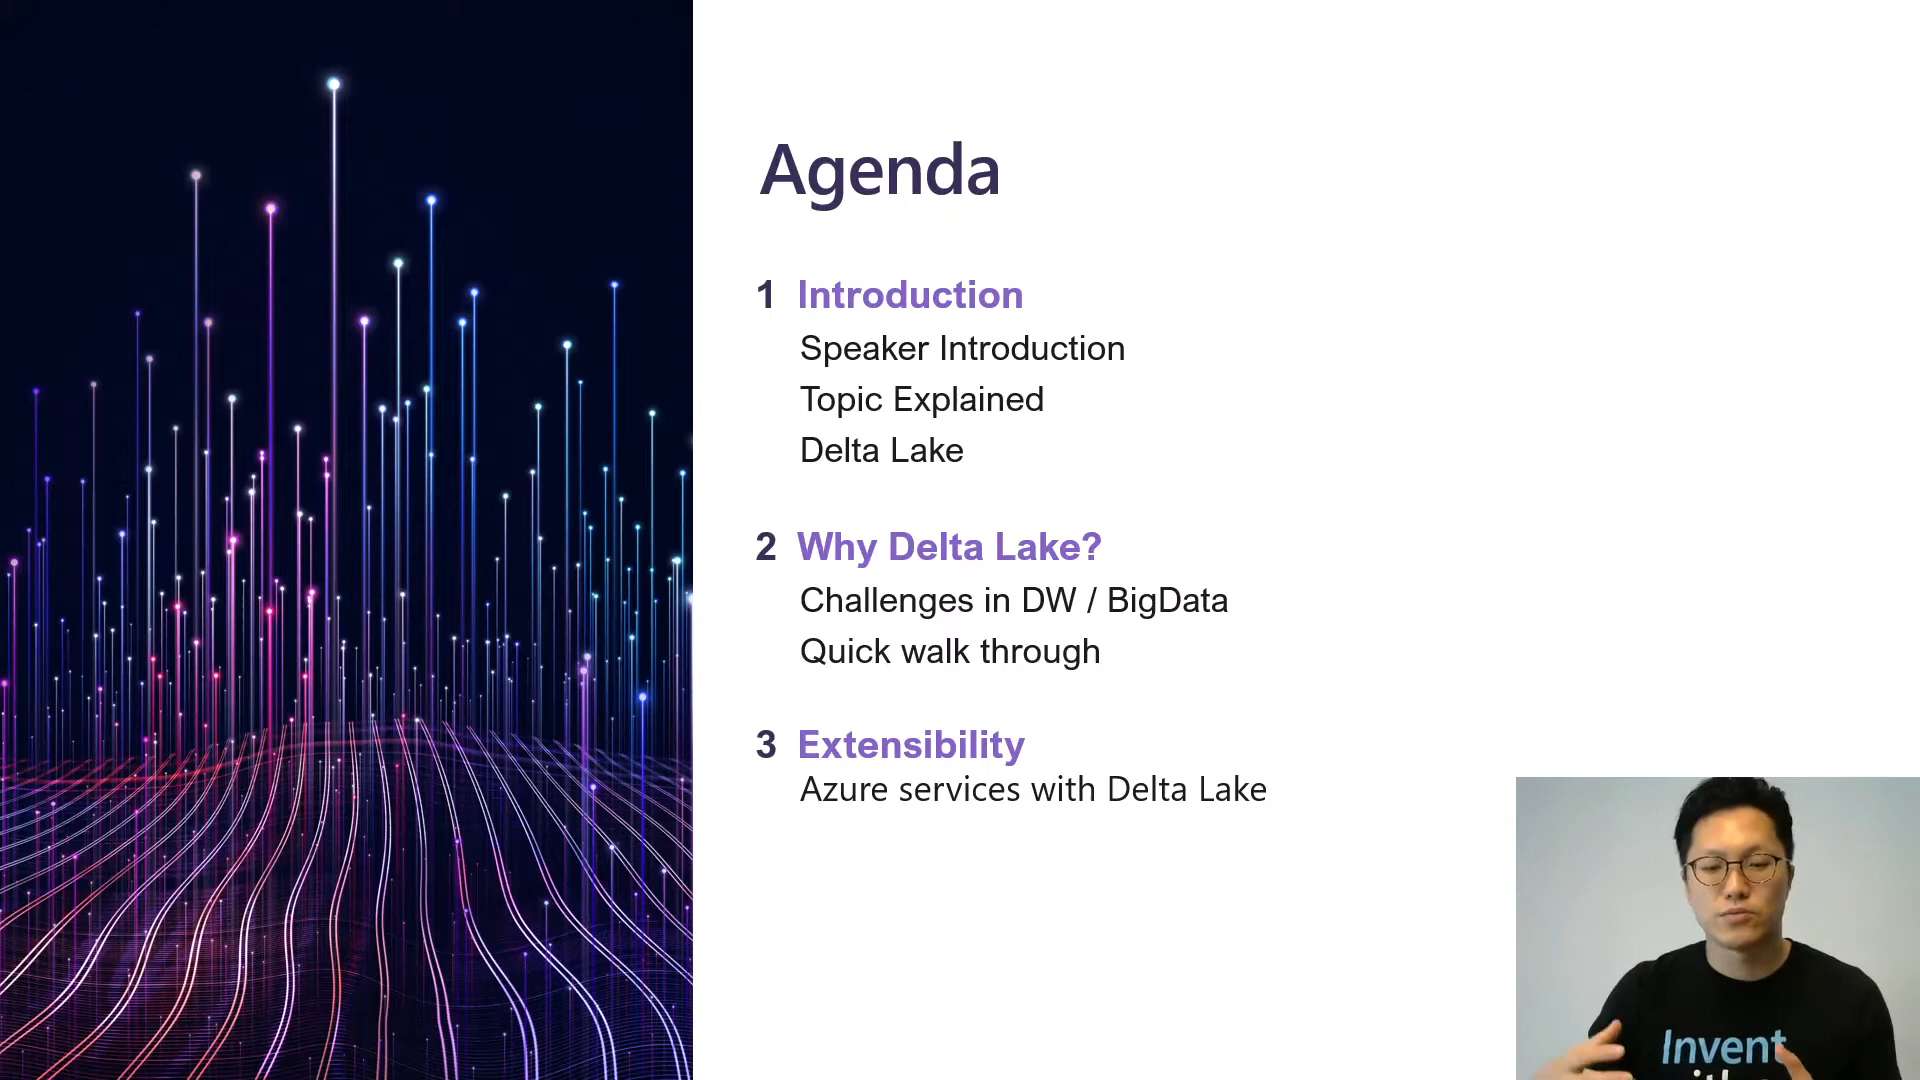 Agenda
1 Introduction
Speaker Introduction
Topic Explained
Delta Lake
2 Why Delta Lake?
Challenges in DW / BigData
Quick walk through
3 Extensibility
Azure services with Delta Lake
Invent